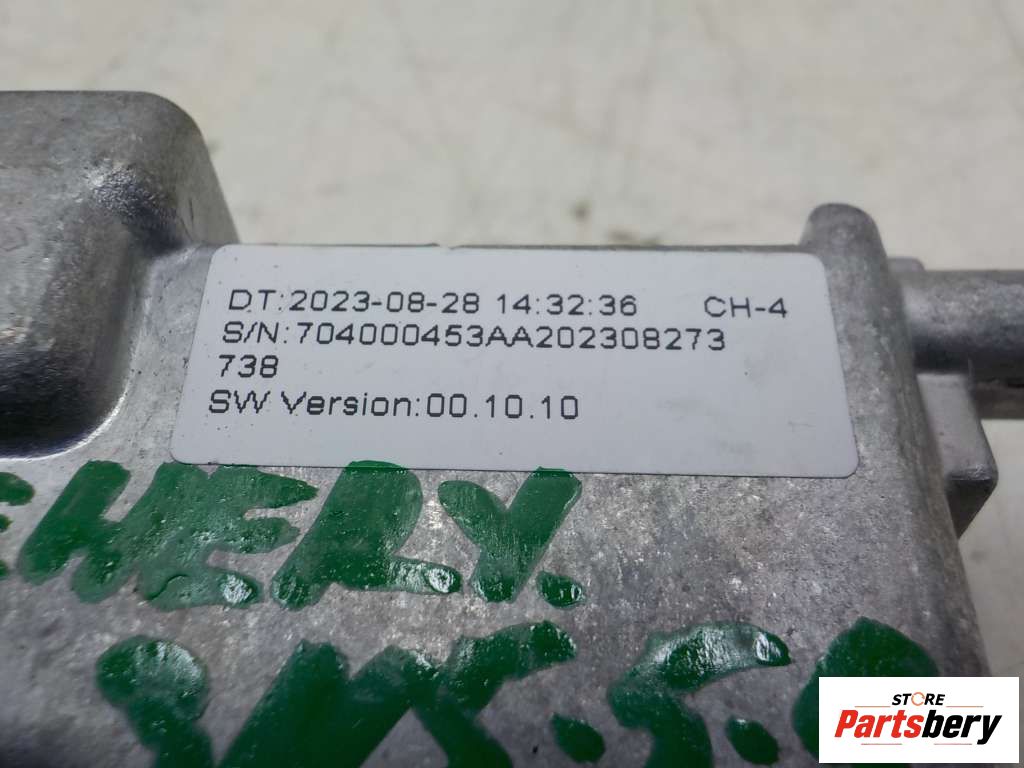 DT:2023-08-28 14:32:36 CH-4
S/N:704000453AA202308273
738
SW Version:00.10.10
CHERY.
STORE
Partsbery